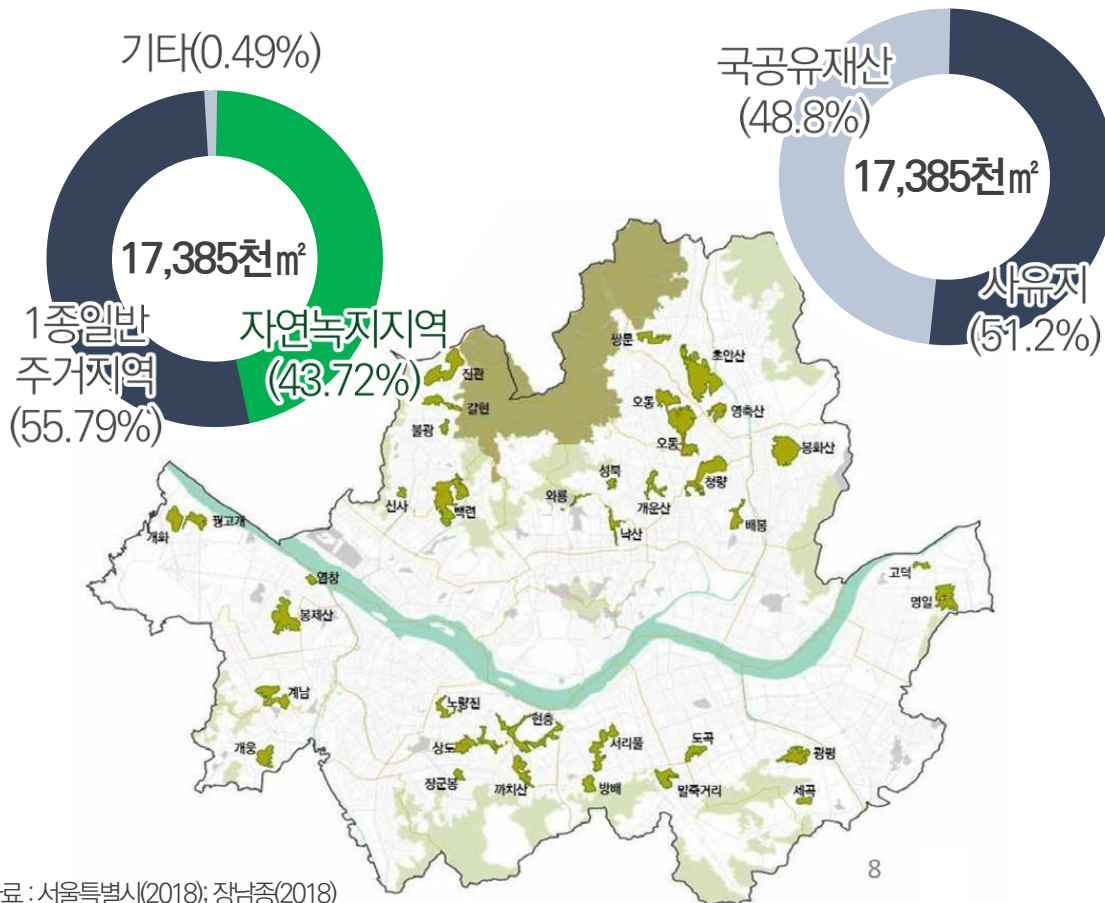 기타(0.49%)
17,385천㎡
1종일반
주거지역
(55.79%)
자연녹지지역
(43.72%)
국공유재산
(48.8%)
17,385천㎡
사유지
(51.2%)
쌍문
초안산
진관
갈현
오동
영축산
불광
오동
봉화산
성북
청량
신사
백련
와룡
개운산
낙산
배봉
개화
꿩고개
염창
고덕
명일
봉제산
계남
노량진
현충
개웅
상도
서리풀
도곡
광평
장군봉
까치산
방배
말죽거리
세곡
8
료 : 서울특별시(2018); 장남종(2018)